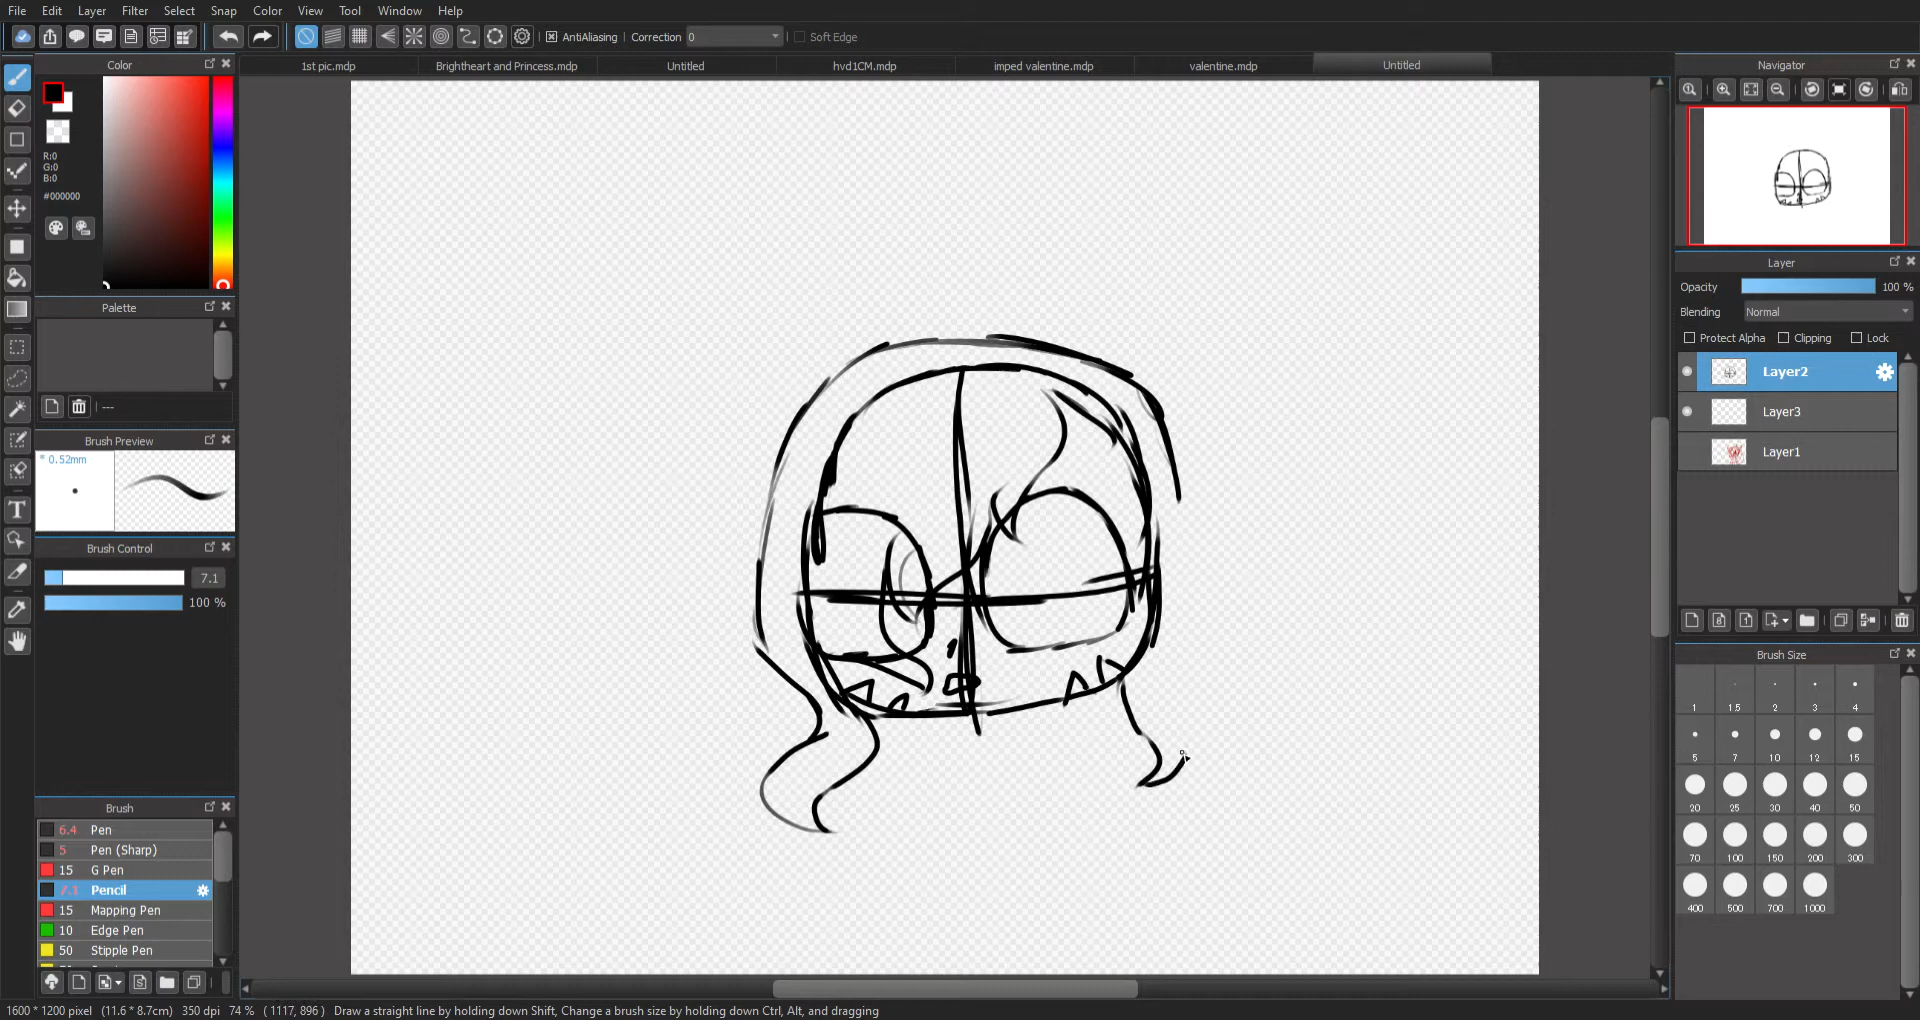 File Edit Layer Filter Select Snap Color View Tool Window Help
AntiAliasing Correction 0 Soft Edge
Color
1st pic.mdp Brightheart and Princess.mdp Untitled hvd1CM.mdp imped valentine.mdp valentine.mdp Untitled
Navigator
R:0
G:0
B:0
#000000
Palette
---
Brush Preview
* 0.52mm
Brush Control
7.1
100 %
Brush
6.4 Pen
5 Pen (Sharp)
15 G Pen
7.1 Pencil
15 Mapping Pen
10 Edge Pen
50 Stipple Pen
Layer
Opacity 100 %
Blending Normal
Protect Alpha Clipping Lock
Layer2
Layer3
Layer1
Brush Size
1 1.5 2 3 4
5 7 10 12 15
20 25 30 40 50
70 100 150 200 300
400 500 700 1000
1600 * 1200 pixel (11.6 * 8.7cm) 350 dpi 74 % ( 1117, 896 ) Draw a straight line by holding down Shift, Change a brush size by holding down Ctrl, Alt, and dragging